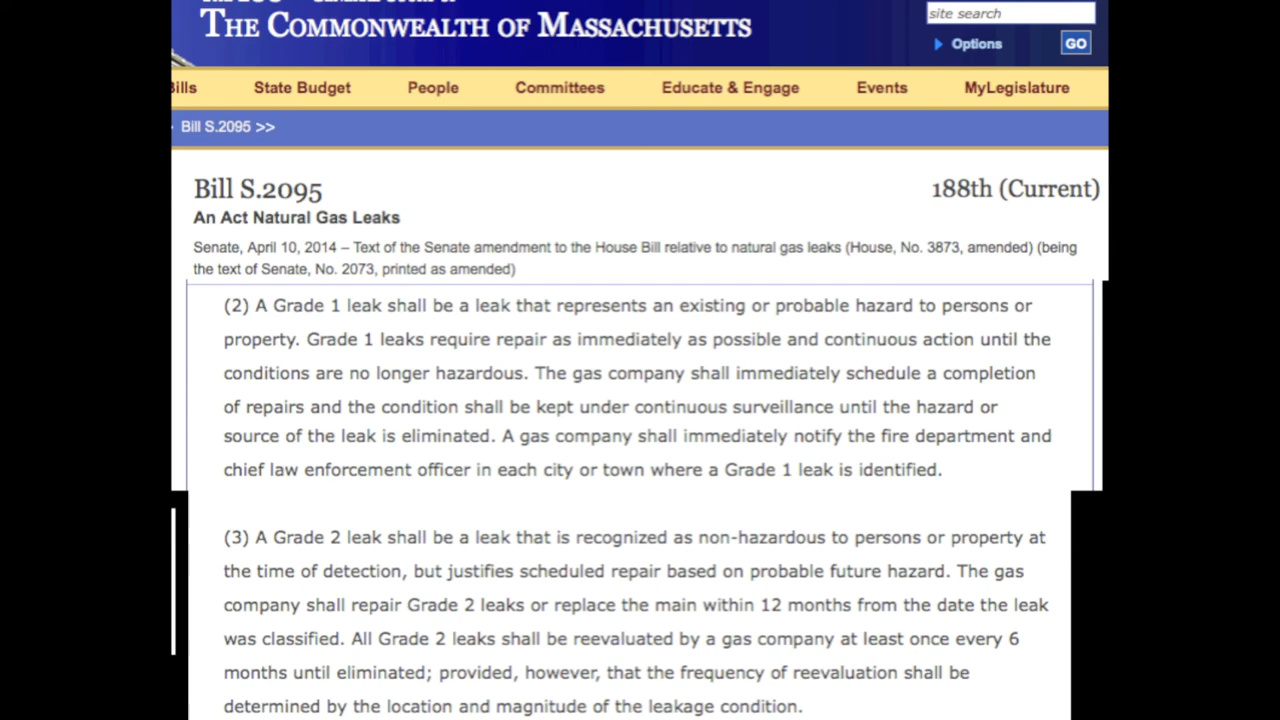 THE COMMONWEALTH OF MASSACHUSETTS
site search
Options
GO
Bills
State Budget
People
Committees
Educate & Engage
Events
MyLegislature
Bill S.2095 >>
Bill S.2095
188th (Current)
An Act Natural Gas Leaks
Senate, April 10, 2014 – Text of the Senate amendment to the House Bill relative to natural gas leaks (House, No. 3873, amended) (being
the text of Senate, No. 2073, printed as amended)
(2) A Grade 1 leak shall be a leak that represents an existing or probable hazard to persons or
property. Grade 1 leaks require repair as immediately as possible and continuous action until the
conditions are no longer hazardous. The gas company shall immediately schedule a completion
of repairs and the condition shall be kept under continuous surveillance until the hazard or
source of the leak is eliminated. A gas company shall immediately notify the fire department and
chief law enforcement officer in each city or town where a Grade 1 leak is identified.
(3) A Grade 2 leak shall be a leak that is recognized as non-hazardous to persons or property at
the time of detection, but justifies scheduled repair based on probable future hazard. The gas
company shall repair Grade 2 leaks or replace the main within 12 months from the date the leak
was classified. All Grade 2 leaks shall be reevaluated by a gas company at least once every 6
months until eliminated; provided, however, that the frequency of reevaluation shall be
determined by the location and magnitude of the leakage condition.